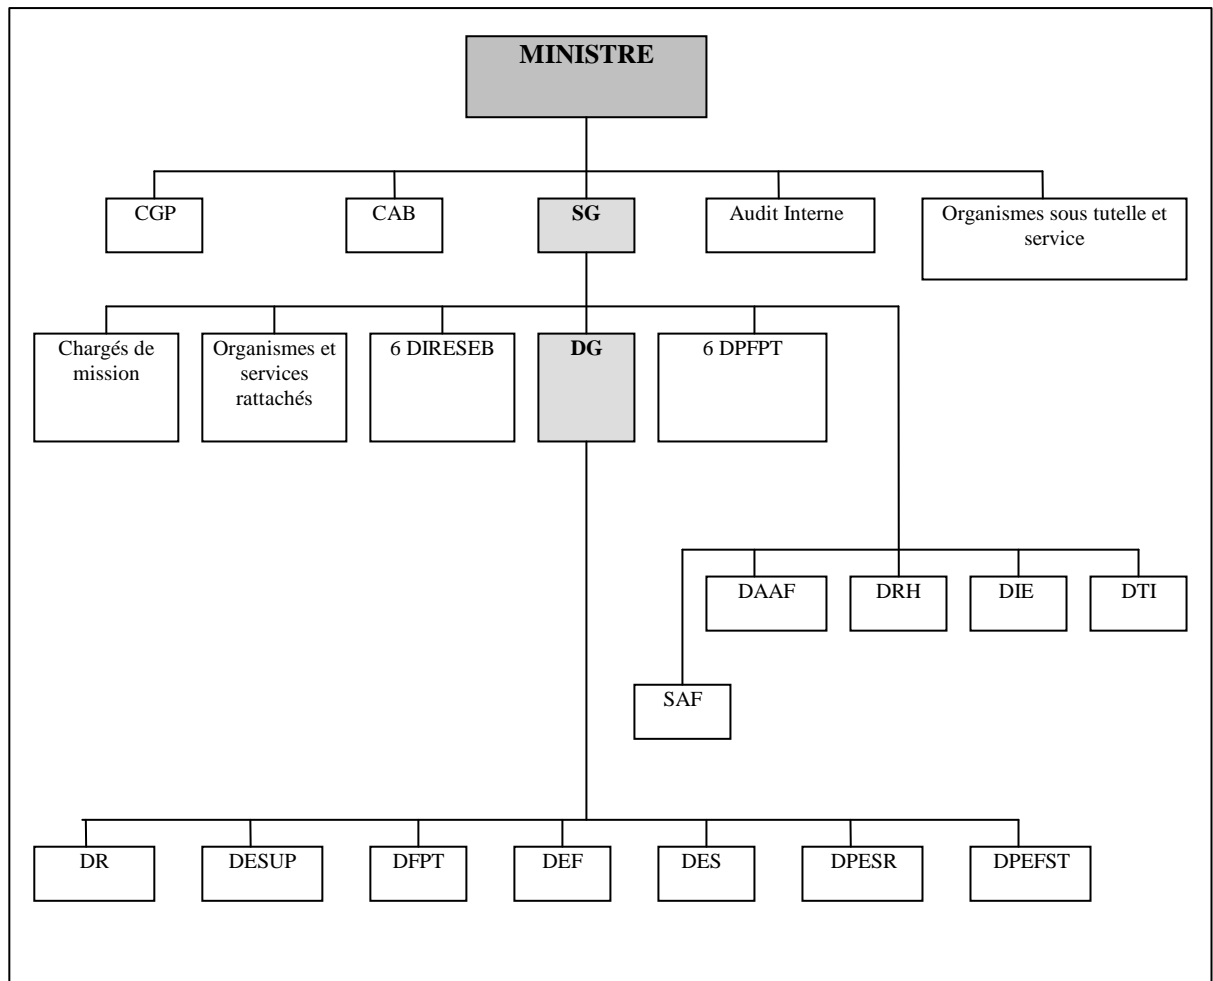 MINISTRE
CGP
CAB
SG
Audit Interne
Organismes sous tutelle et
service
Chargés de
mission
Organismes et
services
rattachés
6 DIRESEB
DG
6 DPFPT
DAAF
DRH
DIE
DTI
SAF
DR
DESUP
DFPT
DEF
DES
DPESR
DPEFST